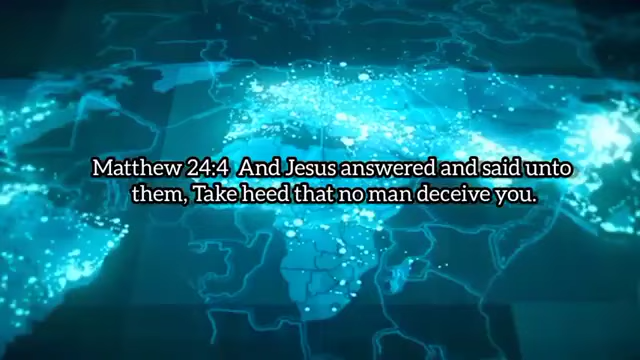 Matthew 24:4 And Jesus answered and said unto
them, Take heed that no man deceive you.